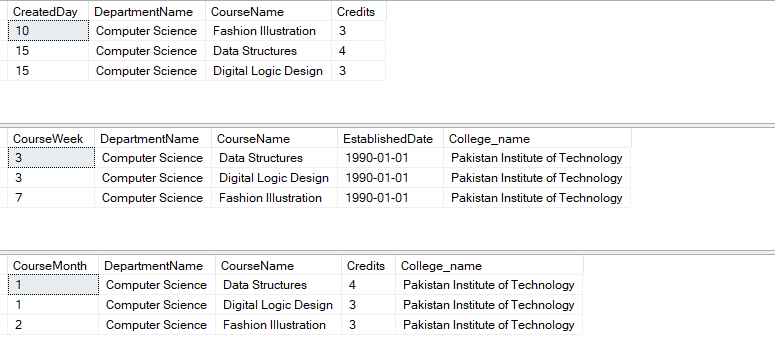 CreatedDay DepartmentName CourseName Credits
10 Computer Science Fashion Illustration 3
15 Computer Science Data Structures 4
15 Computer Science Digital Logic Design 3
CourseWeek DepartmentName CourseName EstablishedDate College_name
3 Computer Science Data Structures 1990-01-01 Pakistan Institute of Technology
3 Computer Science Digital Logic Design 1990-01-01 Pakistan Institute of Technology
7 Computer Science Fashion Illustration 1990-01-01 Pakistan Institute of Technology
CourseMonth DepartmentName CourseName Credits College_name
1 Computer Science Data Structures 4 Pakistan Institute of Technology
1 Computer Science Digital Logic Design 3 Pakistan Institute of Technology
2 Computer Science Fashion Illustration 3 Pakistan Institute of Technology